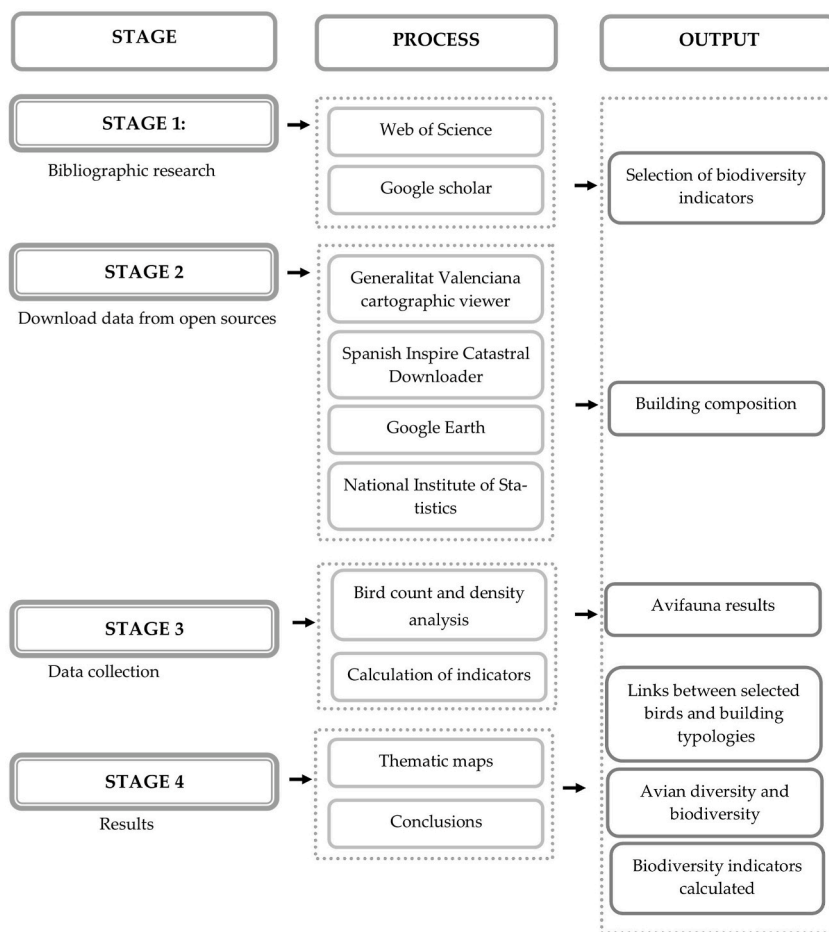 STAGE
PROCESS
OUTPUT
STAGE 1:
Bibliographic research
Web of Science
Google scholar
Selection of biodiversity
indicators
STAGE 2
Download data from open sources
Generalitat Valenciana
cartographic viewer
Spanish Inspire Catastral
Downloader
Google Earth
National Institute of Sta-
tistics
Building composition
STAGE 3
Data collection
Bird count and density
analysis
Calculation of indicators
Avifauna results
STAGE 4
Results
Thematic maps
Conclusions
Links between selected
birds and building
typologies
Avian diversity and
biodiversity
Biodiversity indicators
calculated